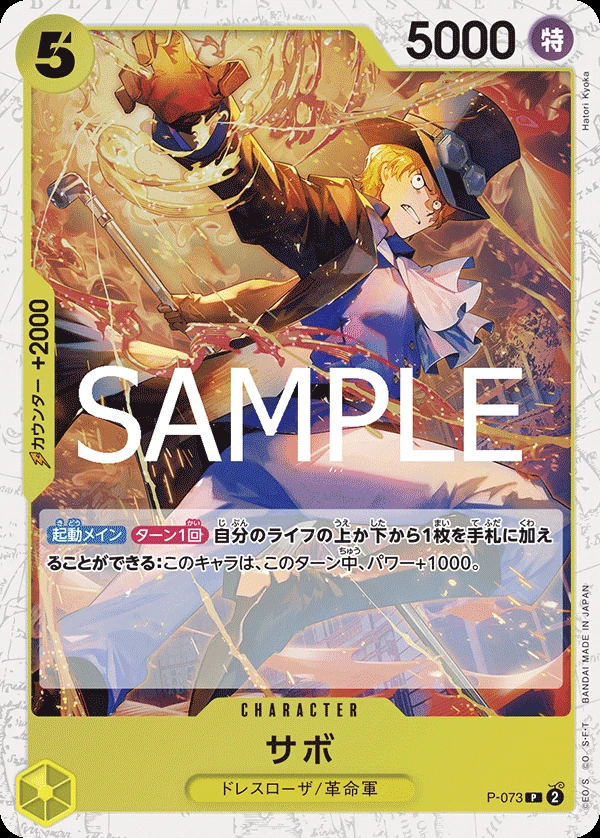 5
5000
特
Hatori Kyoka
カウンター +2000
SAMPLE
起動メイン ターン1回 自分のライフの上か下から1枚を手札に加え
ることができる:このキャラは、このターン中、パワー+1000。
CHARACTER
サボ
ドレスローザ/革命軍
P-073 P 2
©E.O/S. ©O./S·F·T BANDAI MADE IN JAPAN